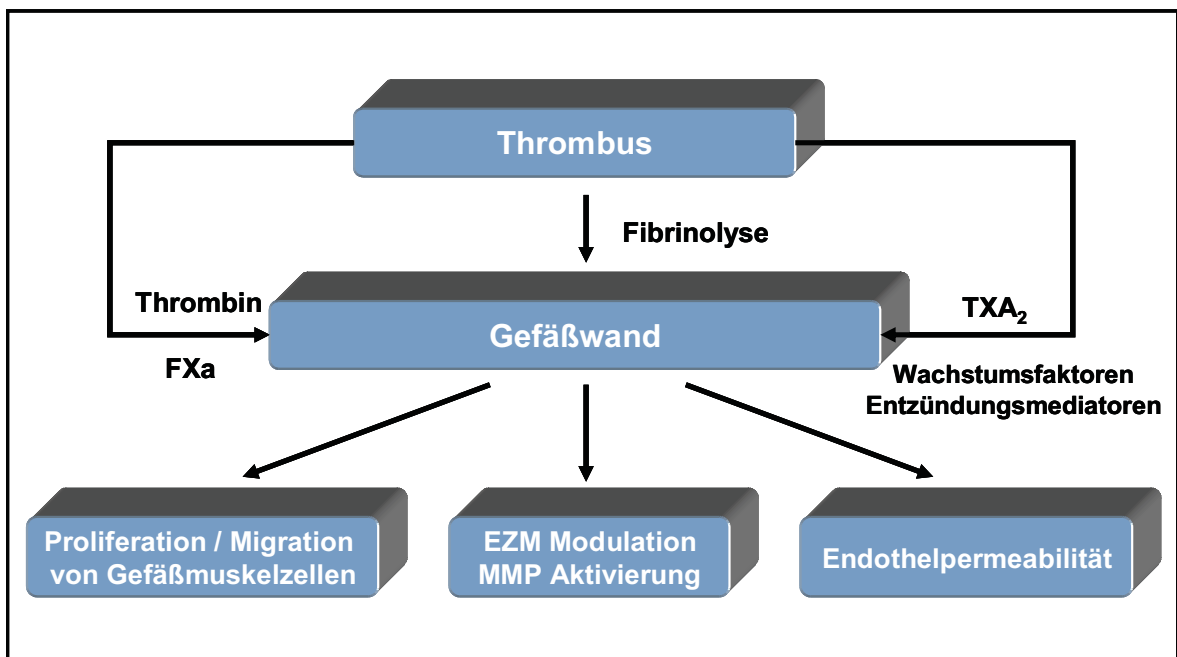 Thrombus
Fibrinolyse
Thrombin
FXa
Gefäßwand
TXA₂
Wachstumsfaktoren
Entzündungsmediatoren
Proliferation / Migration
von Gefäßmuskelzellen
EZM Modulation
MMP Aktivierung
Endothelpermeabilität